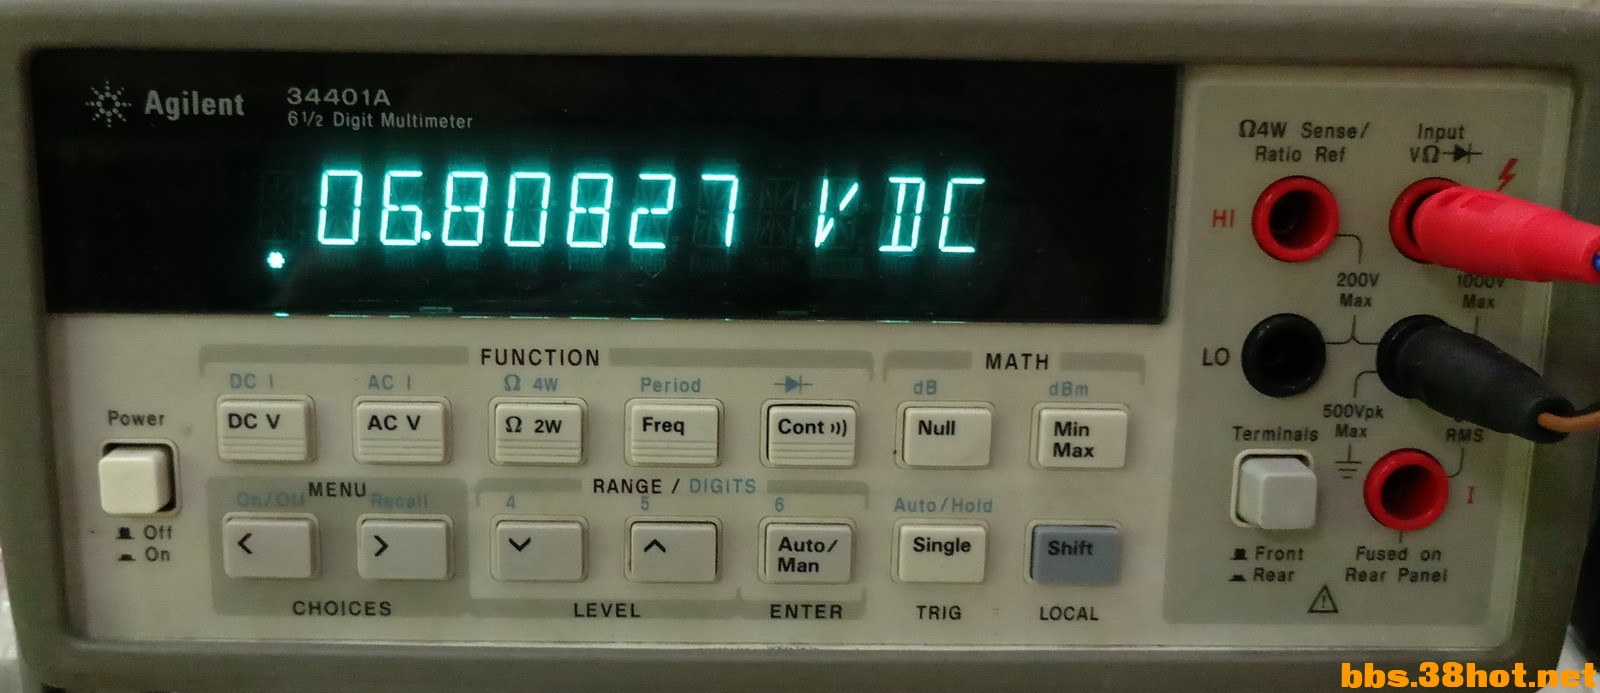 Agilent
34401A
6½ Digit Multimeter
06.80827 VDC
*
Ω4W Sense/
Ratio Ref
Input
VΩ
HI
200V
Max
1000V
Max
LO
500Vpk
Max
RMS
Terminals
I
Front
Rear
Fused on
Rear Panel
FUNCTION
MATH
DC I
AC I
Ω 4W
Period
dB
dBm
Power
DC V
AC V
Ω 2W
Freq
Cont
Null
Min
Max
Off
On
MENU
On/Off
Recall
RANGE / DIGITS
4
5
6
Auto/Hold
<
>
Auto/
Man
Single
Shift
CHOICES
LEVEL
ENTER
TRIG
LOCAL
bbs.38hot.net